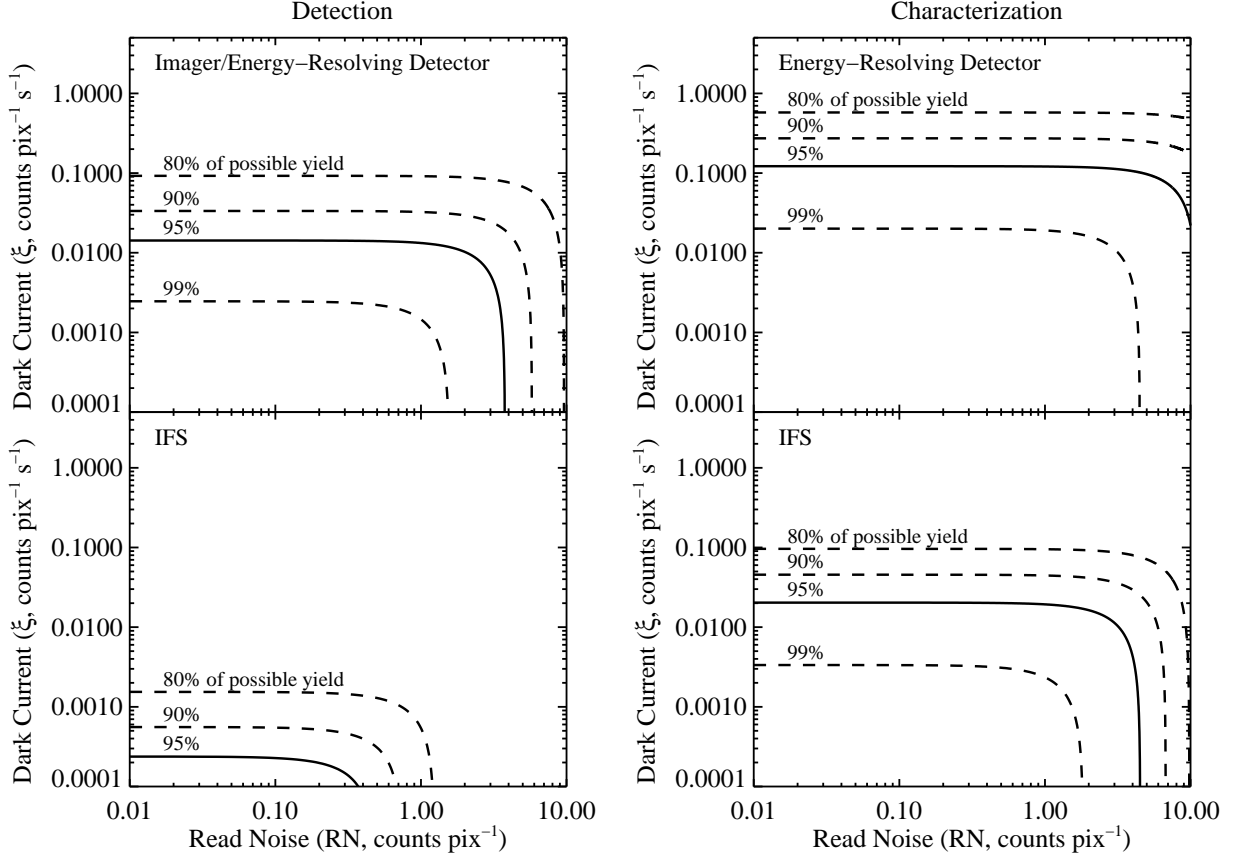 Detection
Characterization
Imager/Energy−Resolving Detector
80% of possible yield
90%
95%
99%
1.0000
0.1000
0.0100
0.0010
0.0001
Dark Current (ξ, counts pix⁻¹ s⁻¹)
Energy−Resolving Detector
80% of possible yield
90%
95%
99%
1.0000
0.1000
0.0100
0.0010
0.0001
Dark Current (ξ, counts pix⁻¹ s⁻¹)
IFS
80% of possible yield
90%
95%
1.0000
0.1000
0.0100
0.0010
0.0001
Dark Current (ξ, counts pix⁻¹ s⁻¹)
0.01 0.10 1.00 10.00
Read Noise (RN, counts pix⁻¹)
IFS
80% of possible yield
90%
95%
99%
1.0000
0.1000
0.0100
0.0010
0.0001
Dark Current (ξ, counts pix⁻¹ s⁻¹)
0.01 0.10 1.00 10.00
Read Noise (RN, counts pix⁻¹)